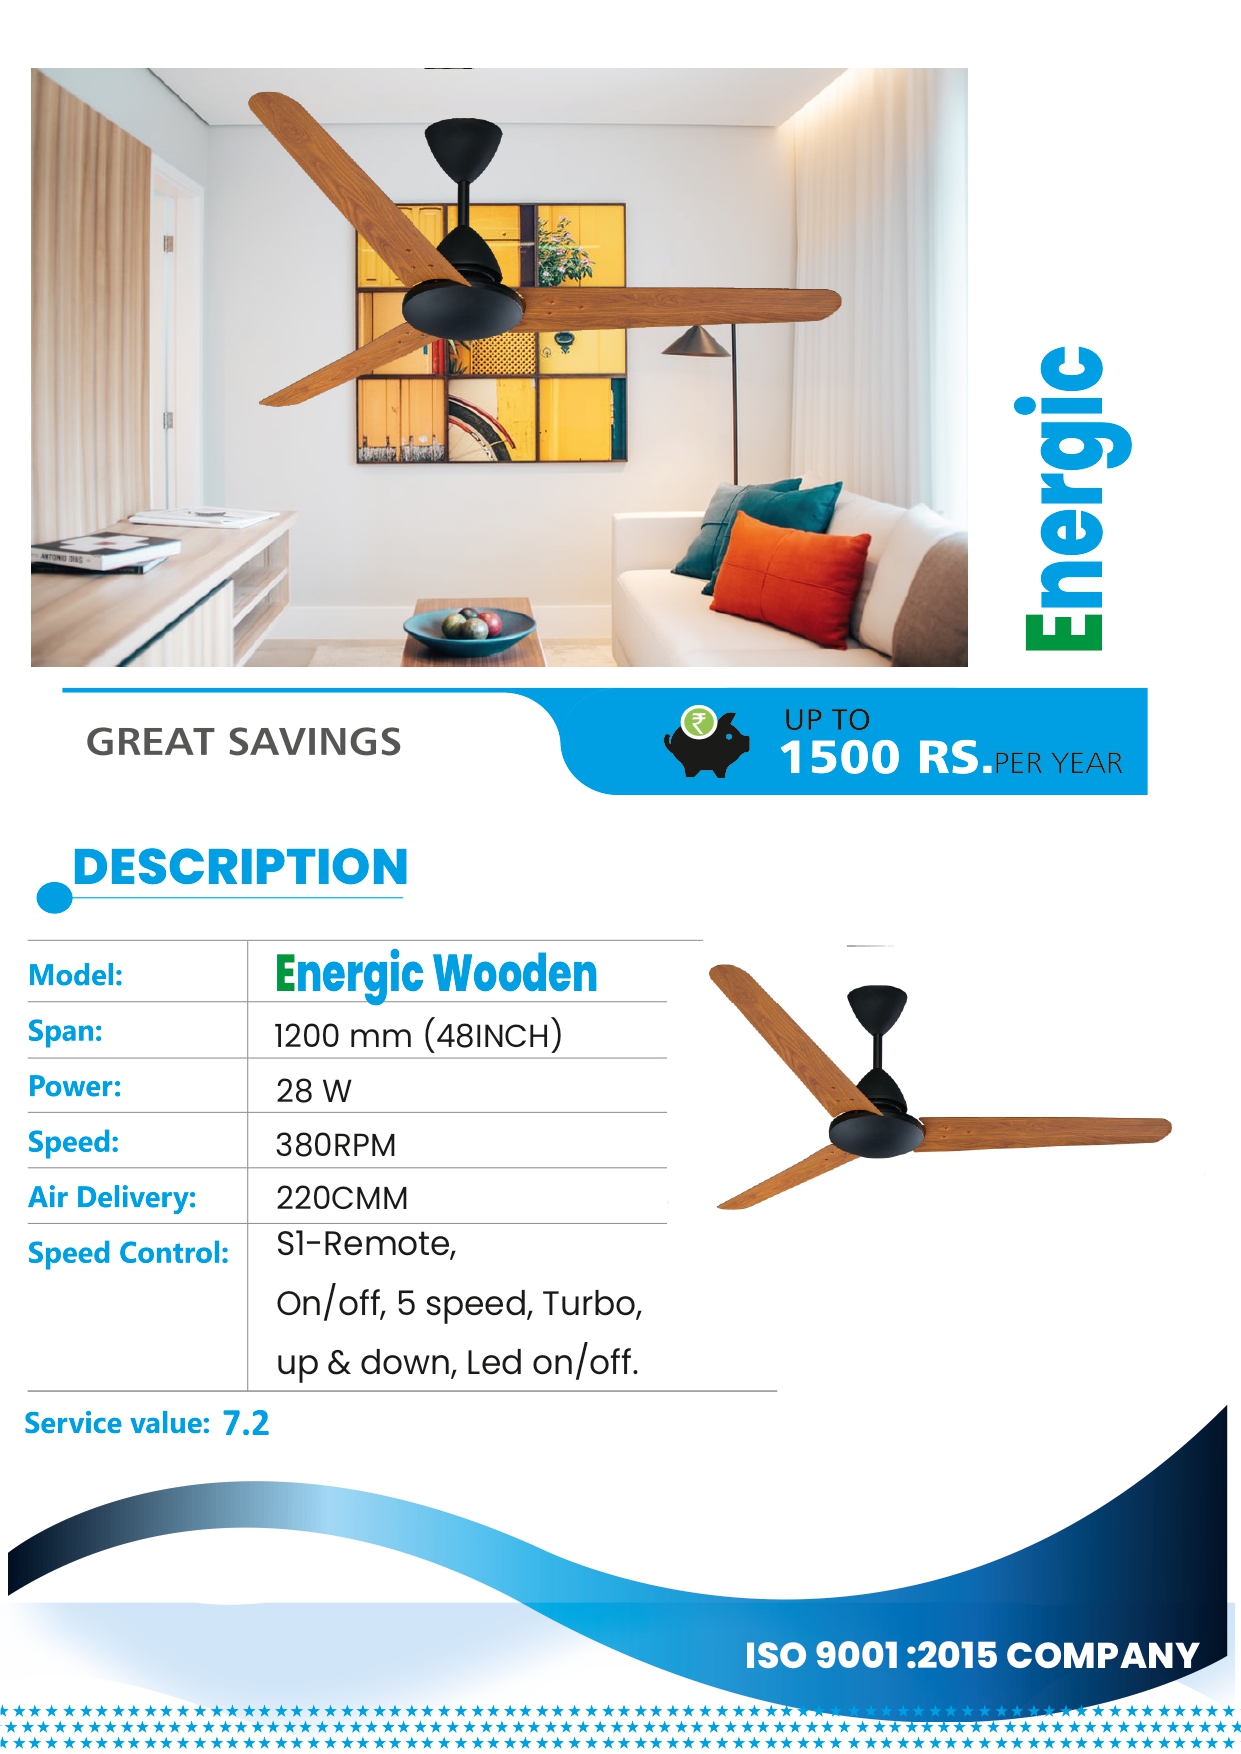 ANTONIO DIAS
Energic
GREAT SAVINGS
₹
UP TO
1500 RS.PER YEAR
DESCRIPTION
Model: Energic Wooden
Span: 1200 mm (48INCH)
Power: 28 W
Speed: 380RPM
Air Delivery: 220CMM
Speed Control: S1-Remote,
On/off, 5 speed, Turbo,
up & down, Led on/off.
Service value: 7.2
ISO 9001 :2015 COMPANY